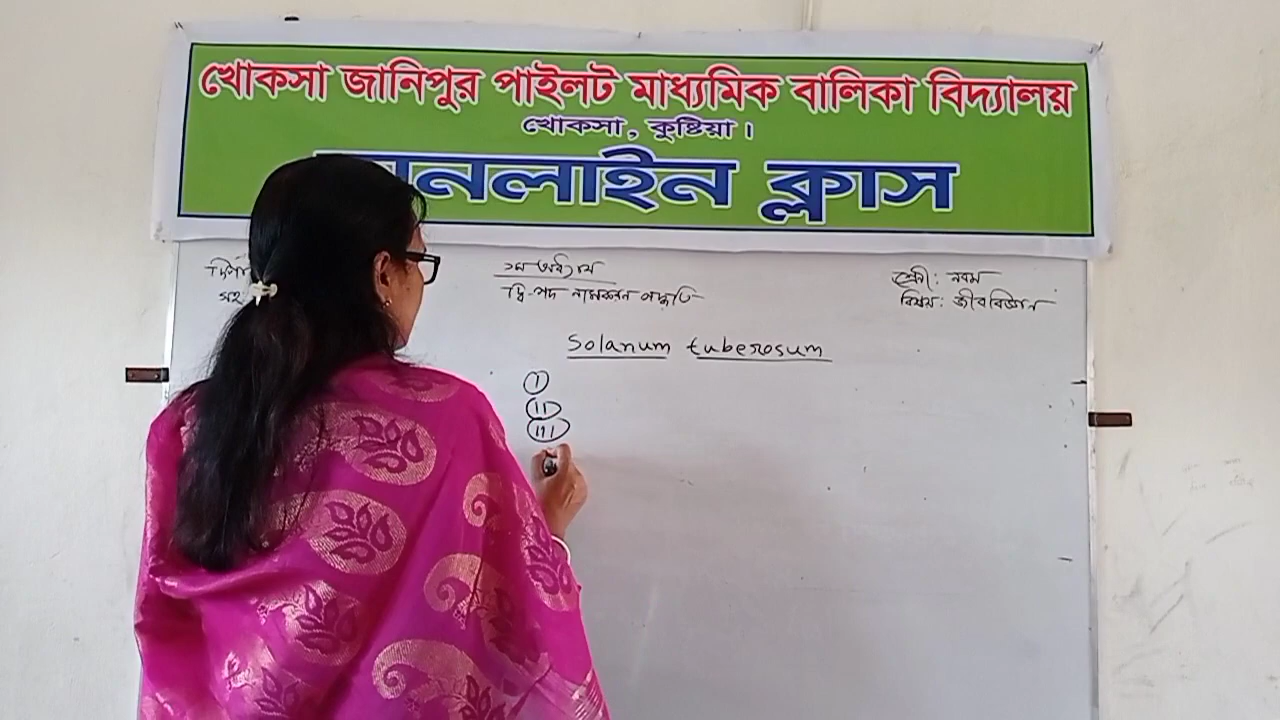 খোকসা জানিপুর পাইলট মাধ্যমিক বালিকা বিদ্যালয়
খোকসা, কুষ্টিয়া।
নলাইন ক্লাস
১ম অধ্যায়
শ্রেণী: নবম
দ্বি-পদ নামকরণ পদ্ধতি
বিষয়: জীববিজ্ঞান
Solanum tuberosum
i
ii
iii